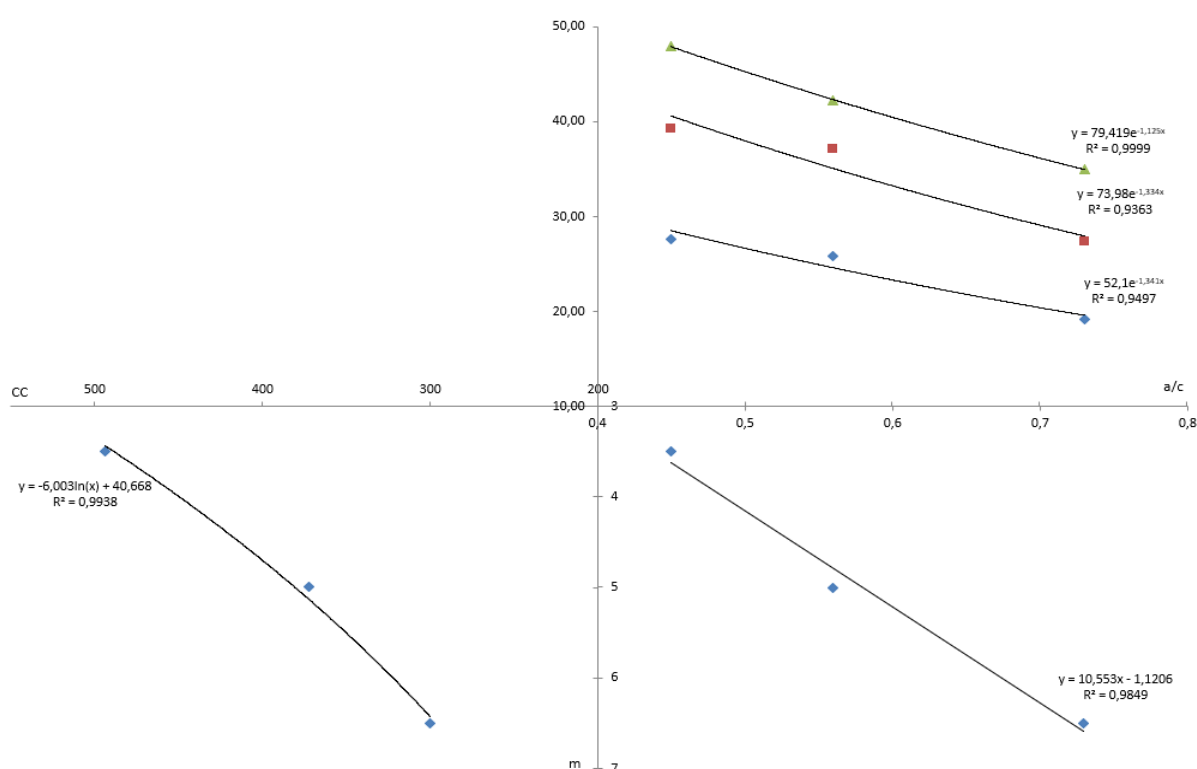 50,00
40,00
30,00
20,00
10,00
y = 79,419e^-1,125x
R² = 0,9999
y = 73,98e^-1,334x
R² = 0,9363
y = 52,1e^-1,341x
R² = 0,9497
CC
500
400
300
200
a/c
3
0,4
0,5
0,6
0,7
0,8
y = -6,003ln(x) + 40,668
R² = 0,9938
4
5
6
y = 10,553x - 1,1206
R² = 0,9849
m
7